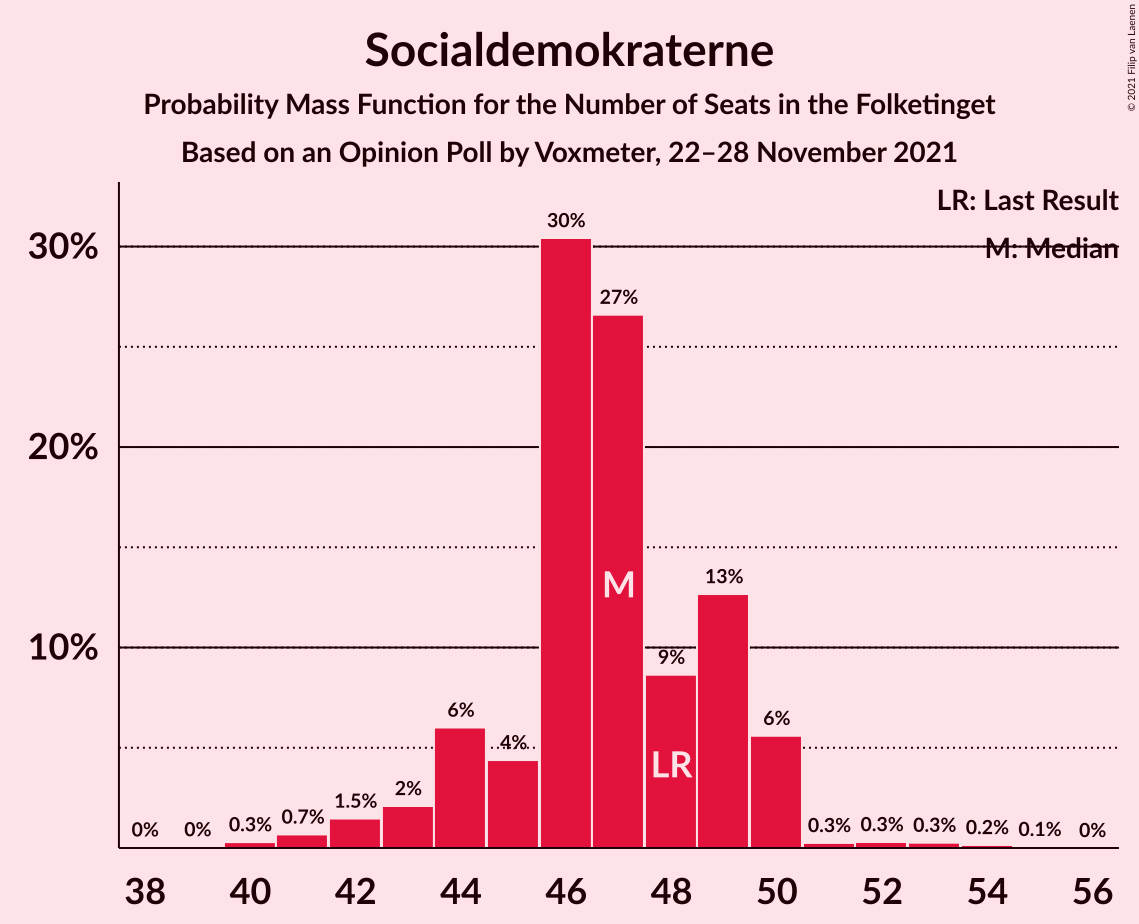 Socialdemokraterne
Probability Mass Function for the Number of Seats in the Folketinget
Based on an Opinion Poll by Voxmeter, 22–28 November 2021
© 2021 Filip van Laenen
LR: Last Result
M: Median
30%
20%
10%
0%
0%
0.3%
0.7%
1.5%
2%
6%
4%
30%
27%
9%
13%
6%
0.3%
0.3%
0.3%
0.2%
0.1%
0%
M
LR
38 40 42 44 46 48 50 52 54 56